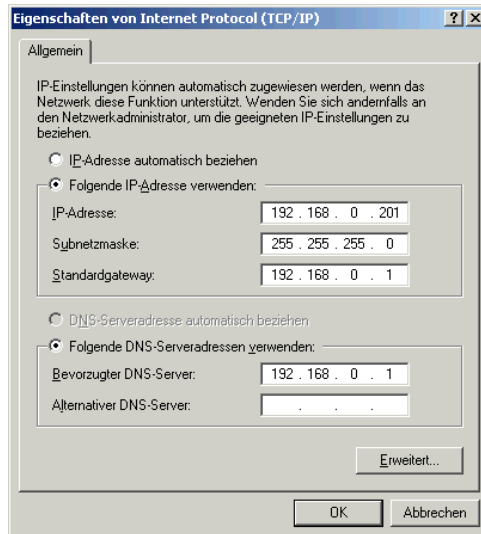 Eigenschaften von Internet Protocol (TCP/IP)
Allgemein
IP-Einstellungen können automatisch zugewiesen werden, wenn das
Netzwerk diese Funktion unterstützt. Wenden Sie sich andernfalls an
den Netzwerkadministrator, um die geeigneten IP-Einstellungen zu
beziehen.
IP-Adresse automatisch beziehen
Folgende IP-Adresse verwenden:
IP-Adresse: 192 . 168 . 0 . 201
Subnetzmaske: 255 . 255 . 255 . 0
Standardgateway: 192 . 168 . 0 . 1
DNS-Serveradresse automatisch beziehen
Folgende DNS-Serveradressen verwenden:
Bevorzugter DNS-Server: 192 . 168 . 0 . 1
Alternativer DNS-Server: . . .
Erweitert...
OK Abbrechen